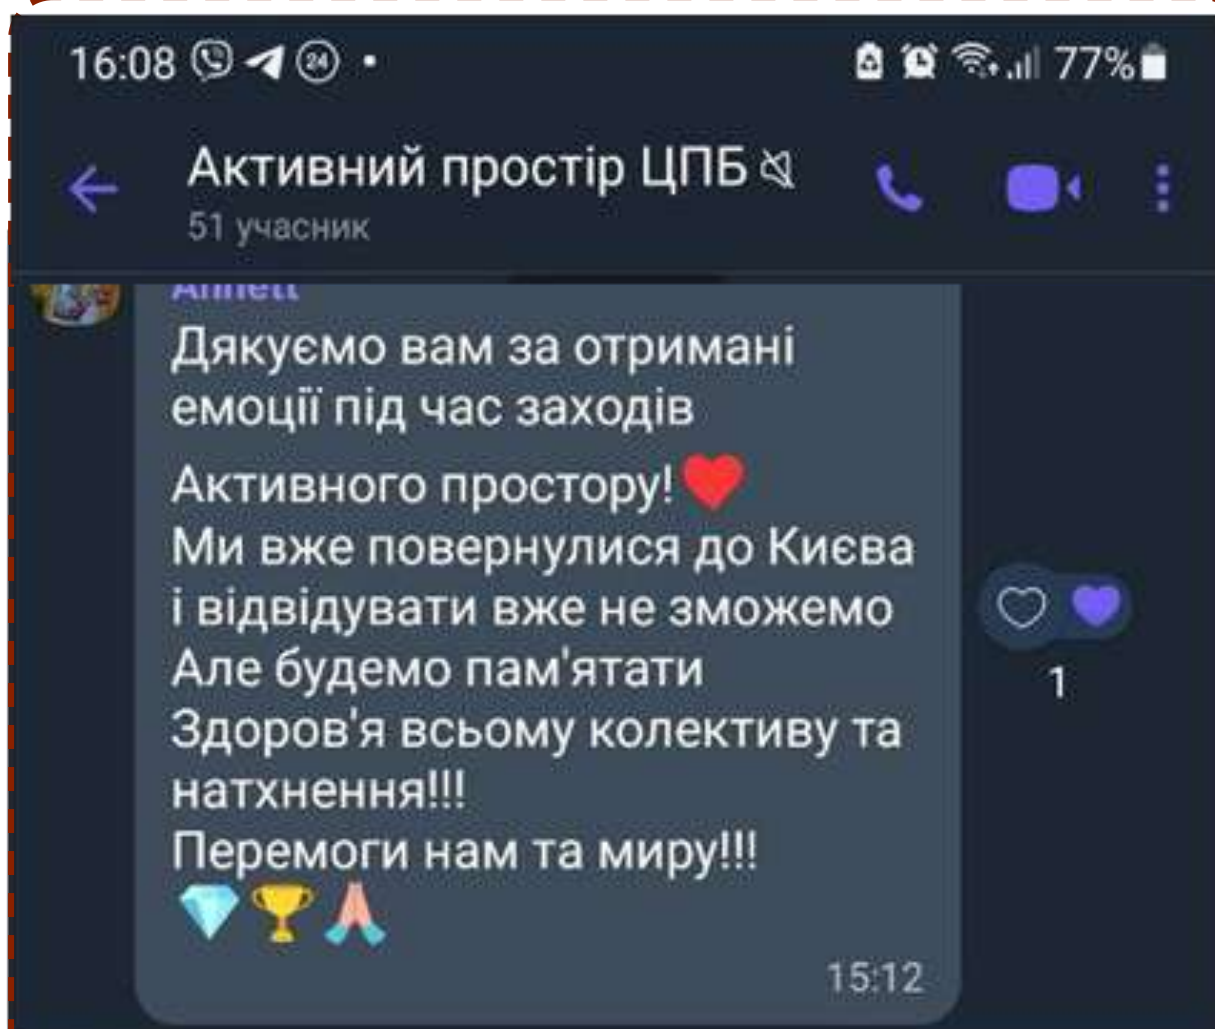 16:08 24
77%
Активний простір ЦПБ
51 учасник
Annett
Дякуємо вам за отримані
емоції під час заходів
Активного простору!❤️
Ми вже повернулися до Києва
і відвідувати вже не зможемо
Але будемо пам'ятати
Здоров'я всьому колективу та
натхнення!!!
Перемоги нам та миру!!!
💎🏆🙏
1
15:12